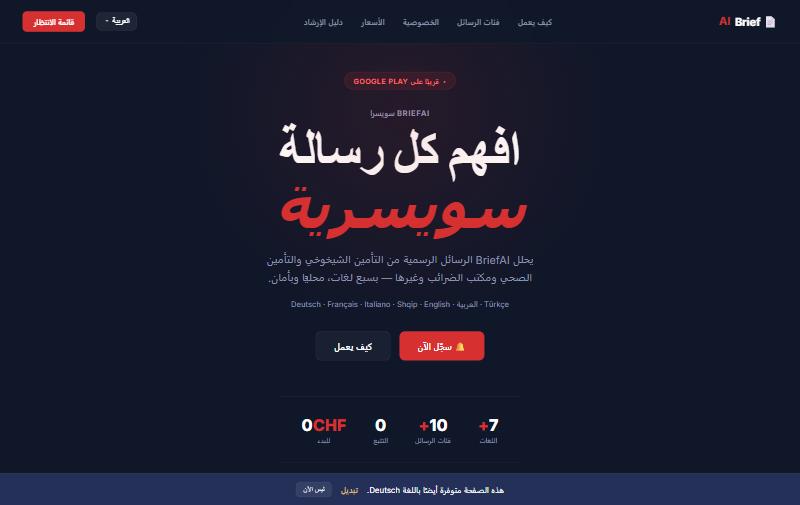 Brief AI
كيف يعمل
فئات الرسائل
الخصوصية
الأسعار
دليل الإرشاد
العربية
قائمة الانتظار
• قريبًا على GOOGLE PLAY
BRIEFAI سويسرا
افهم كل رسالة
سويسرية
يحلل BriefAI الرسائل الرسمية من التأمين الشيخوخي والتأمين
الصحي ومكتب الضرائب وغيرها — بسبع لغات، محليًا وبأمان.
Deutsch · Français · Italiano · Shqip · English · العربية · Türkçe
سجّل الآن
كيف يعمل
7+
اللغات
10+
فئات الرسائل
0
التتبع
0CHF
للبدء
هذه الصفحة متوفرة أيضًا باللغة Deutsch.
تبديل
ليس الآن